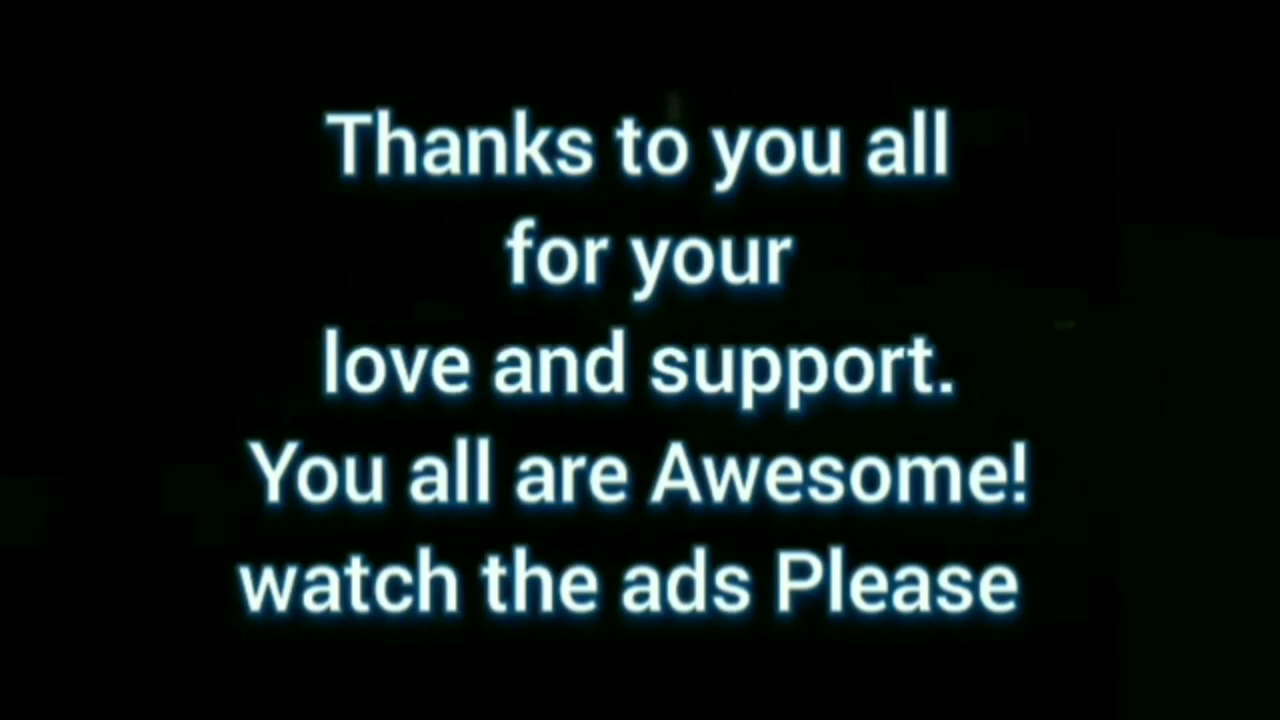 Thanks to you all
for your
love and support.
You all are Awesome!
watch the ads Please